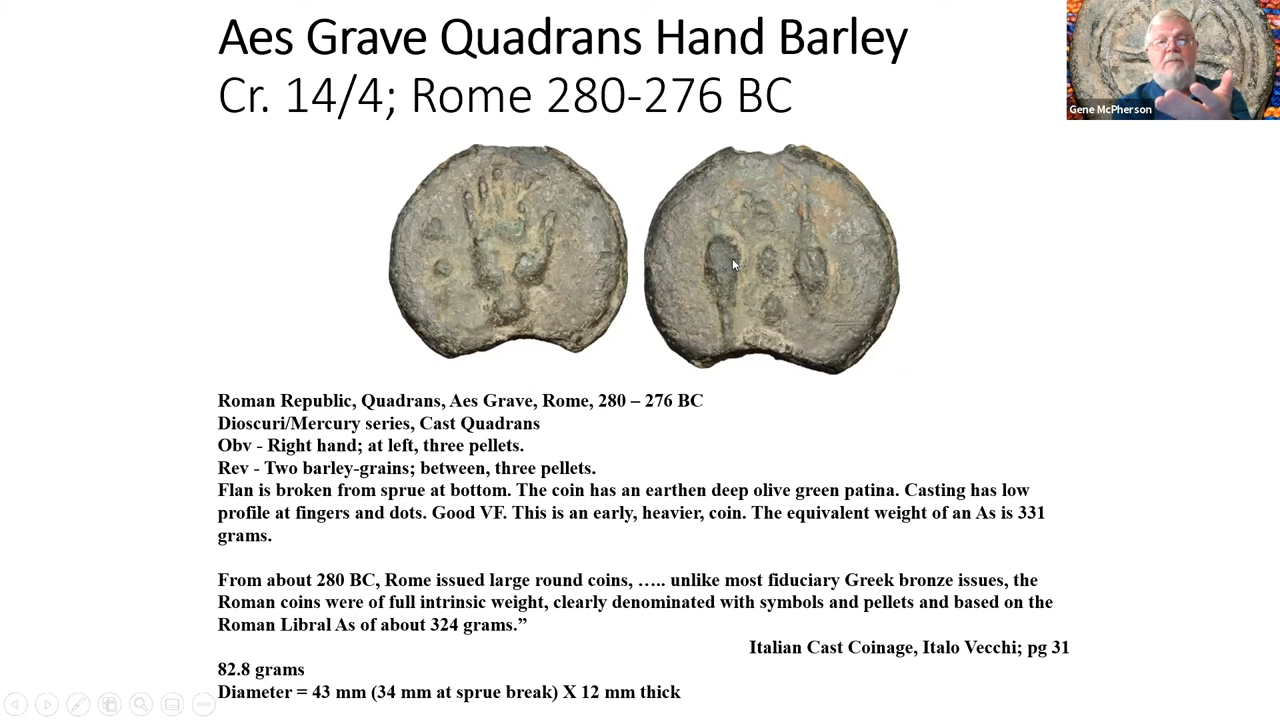 Aes Grave Quadrans Hand Barley
Cr. 14/4; Rome 280-276 BC
Gene McPherson
Roman Republic, Quadrans, Aes Grave, Rome, 280 – 276 BC
Dioscuri/Mercury series, Cast Quadrans
Obv - Right hand; at left, three pellets.
Rev - Two barley-grains; between, three pellets.
Flan is broken from sprue at bottom. The coin has an earthen deep olive green patina. Casting has low
profile at fingers and dots. Good VF. This is an early, heavier, coin. The equivalent weight of an As is 331
grams.
From about 280 BC, Rome issued large round coins, ….. unlike most fiduciary Greek bronze issues, the
Roman coins were of full intrinsic weight, clearly denominated with symbols and pellets and based on the
Roman Libral As of about 324 grams.”
Italian Cast Coinage, Italo Vecchi; pg 31
82.8 grams
Diameter = 43 mm (34 mm at sprue break) X 12 mm thick